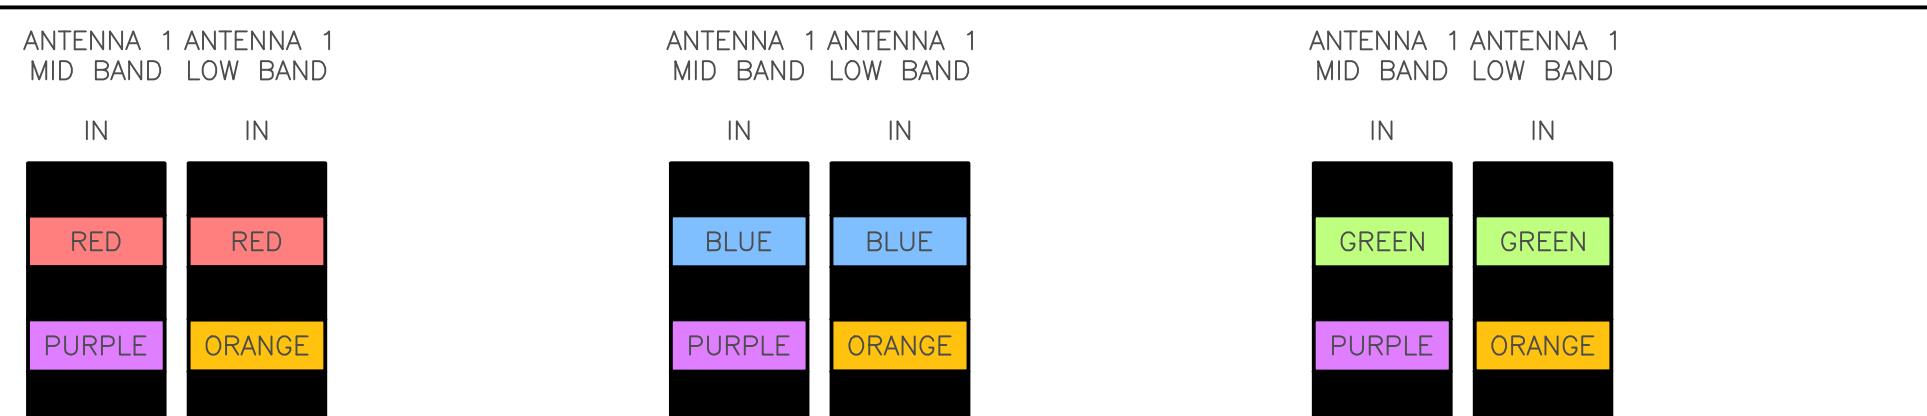 ANTENNA 1 ANTENNA 1 ANTENNA 1 ANTENNA 1 ANTENNA 1 ANTENNA 1
MID BAND LOW BAND MID BAND LOW BAND MID BAND LOW BAND
IN IN IN IN IN IN
RED RED BLUE BLUE GREEN GREEN
PURPLE ORANGE PURPLE ORANGE PURPLE ORANGE